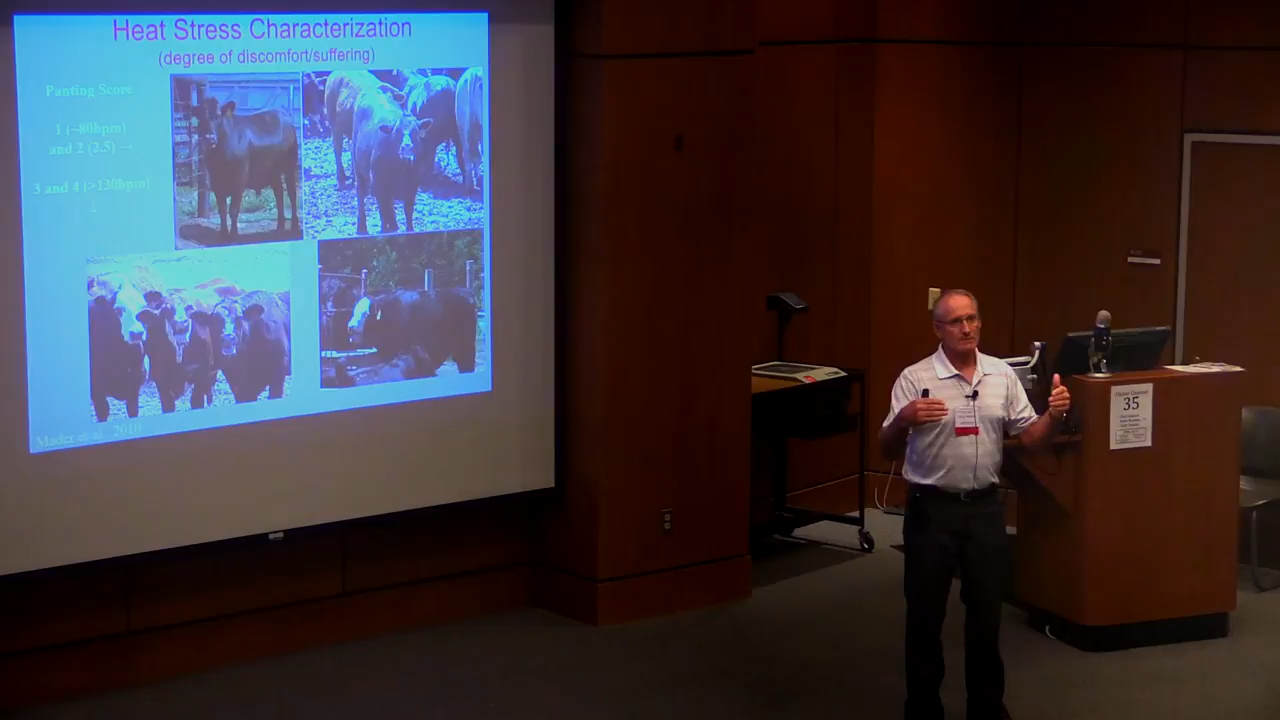 Heat Stress Characterization
(degree of discomfort/suffering)
Panting Score
1 (~80bpm)
and 2 (2.5) →
3 and 4 (>130bpm)
↓
Mader et al., 2010
35